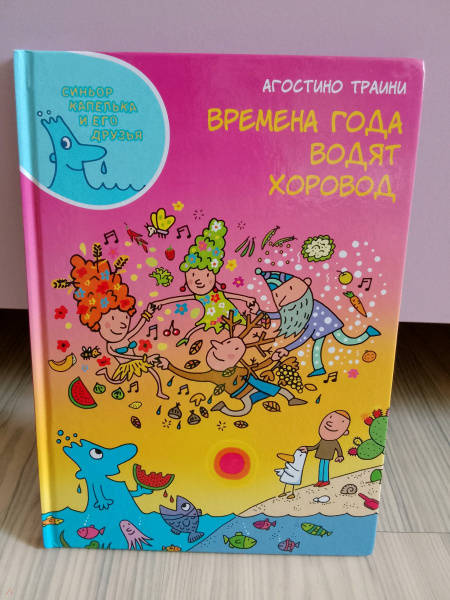 СИНЬОР
КАПЕЛЬКА
И ЕГО
ДРУЗЬЯ
АГОСТИНО ТРАИНИ
ВРЕМЕНА ГОДА
ВОДЯТ
ХОРОВОД